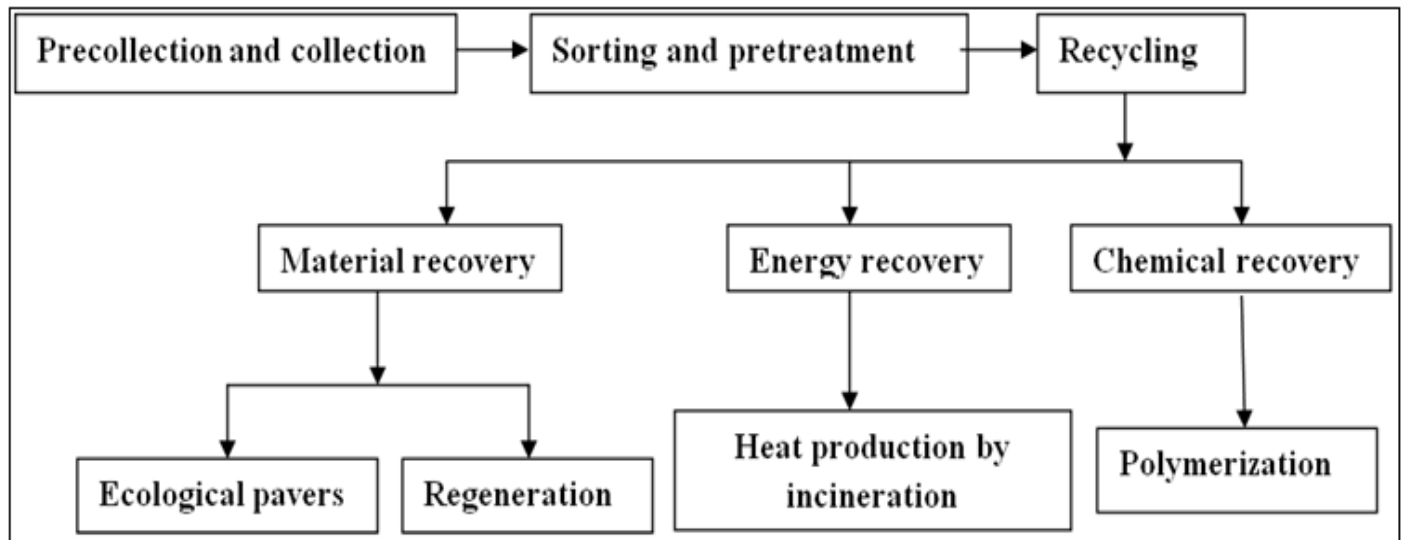 Precollection and collection
Sorting and pretreatment
Recycling
Material recovery
Energy recovery
Chemical recovery
Ecological pavers
Regeneration
Heat production by
incineration
Polymerization